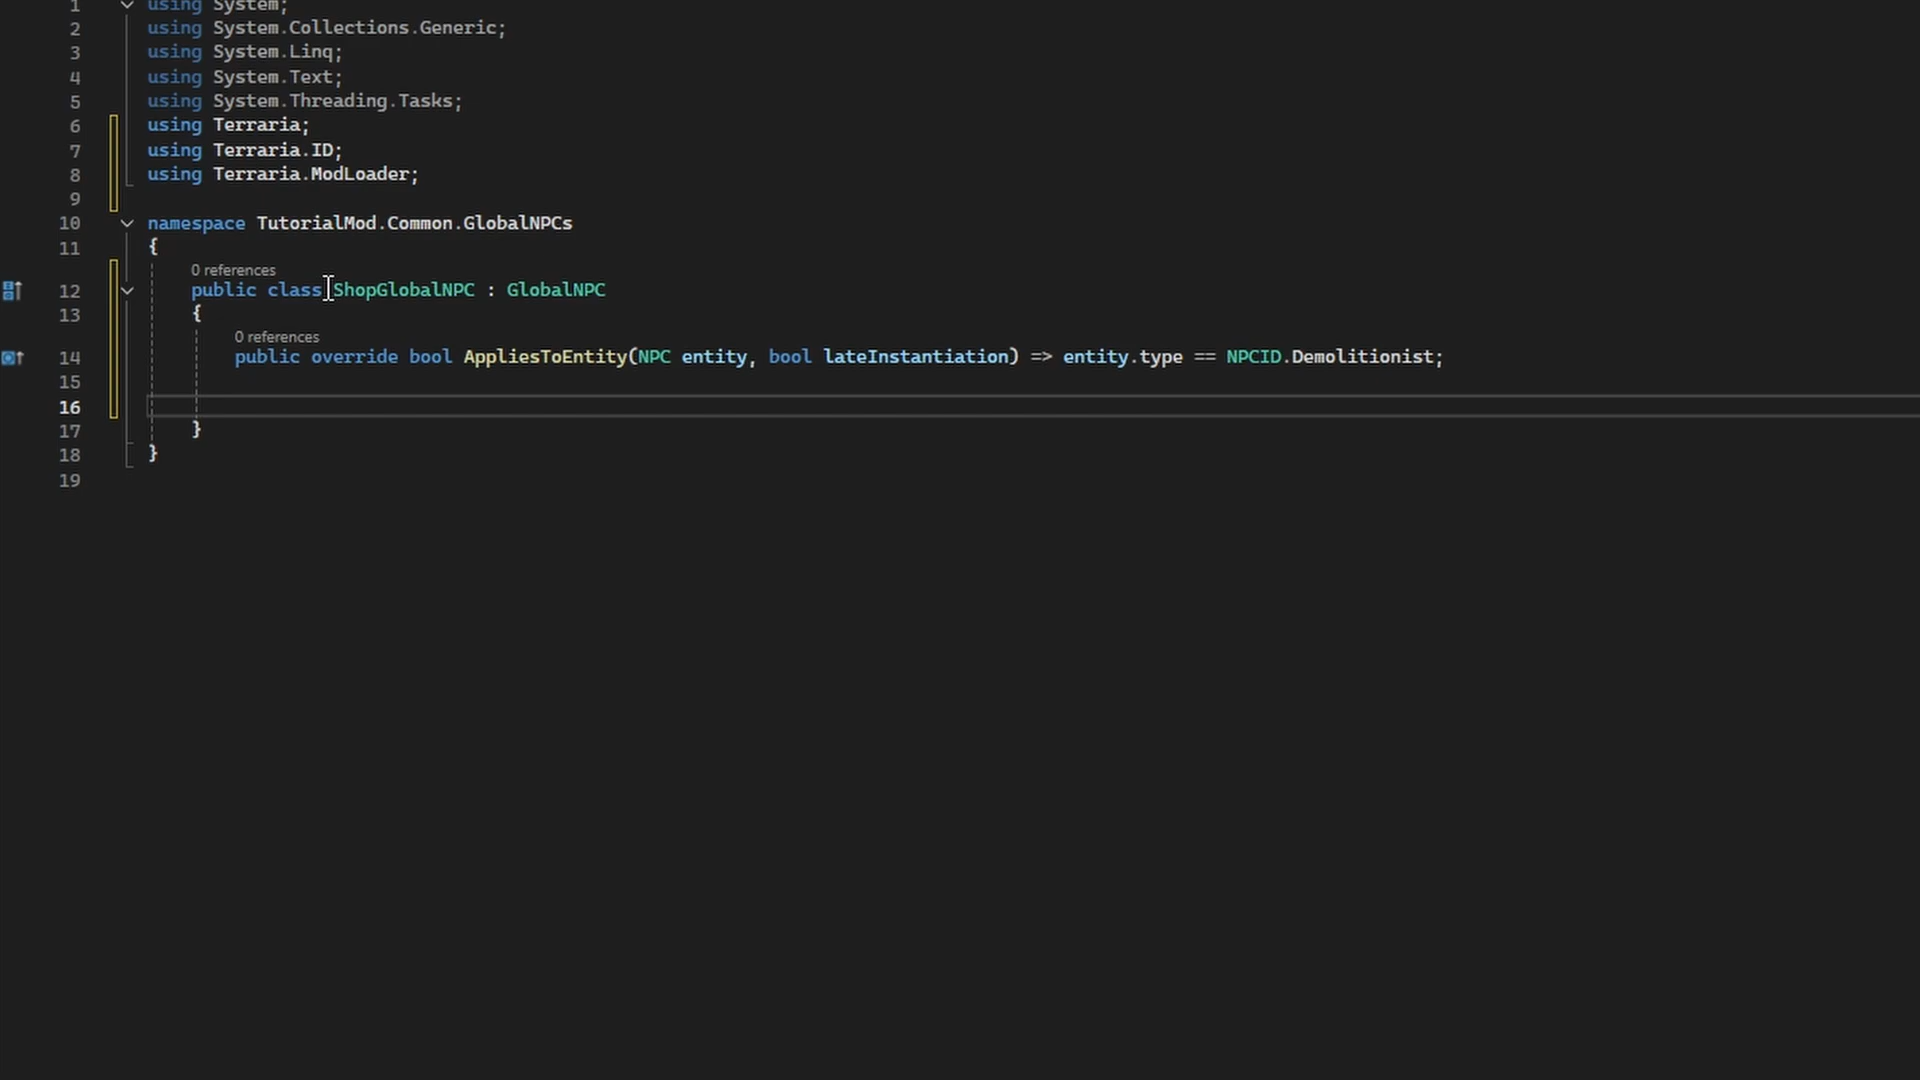 1 using System;
2 using System.Collections.Generic;
3 using System.Linq;
4 using System.Text;
5 using System.Threading.Tasks;
6 using Terraria;
7 using Terraria.ID;
8 using Terraria.ModLoader;
9
10 namespace TutorialMod.Common.GlobalNPCs
11 {
0 references
12 public class ShopGlobalNPC : GlobalNPC
13 {
0 references
14 public override bool AppliesToEntity(NPC entity, bool lateInstantiation) => entity.type == NPCID.Demolitionist;
15
16
17 }
18 }
19